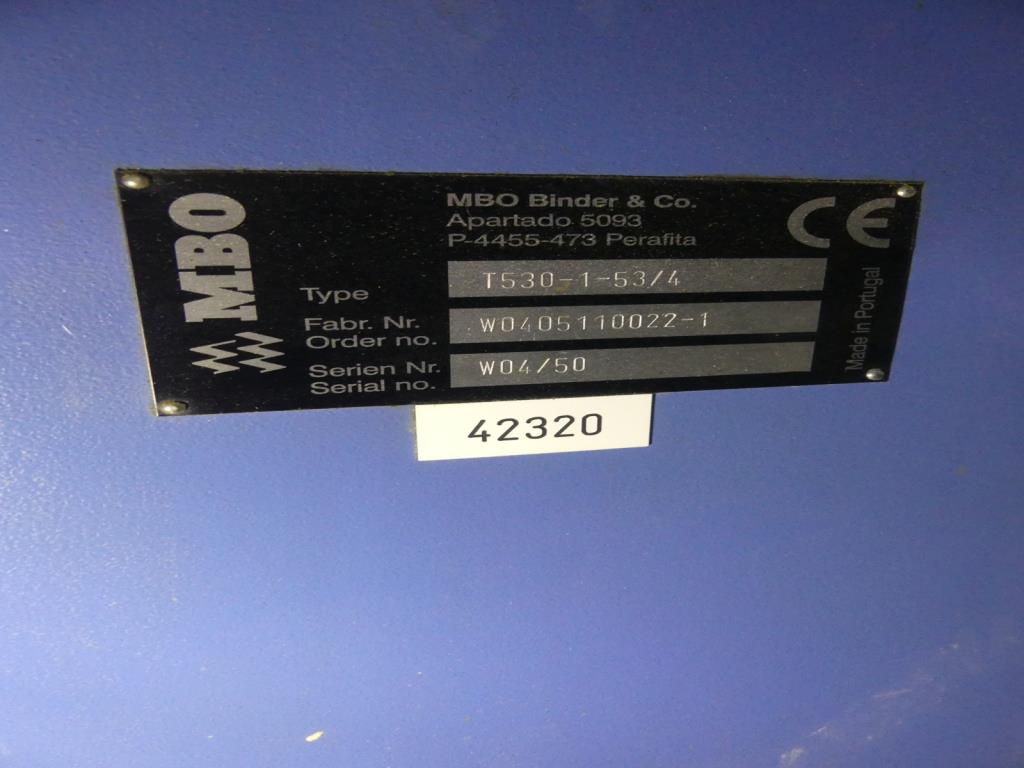 MBO
MBO Binder & Co.
Apartado 5093
P-4455-473 Perafita
CE
Type T530-1-53/4
Fabr. Nr.
Order no. W0405110022-1
Serien Nr.
Serial no. W04/50
Made in Portugal
42320